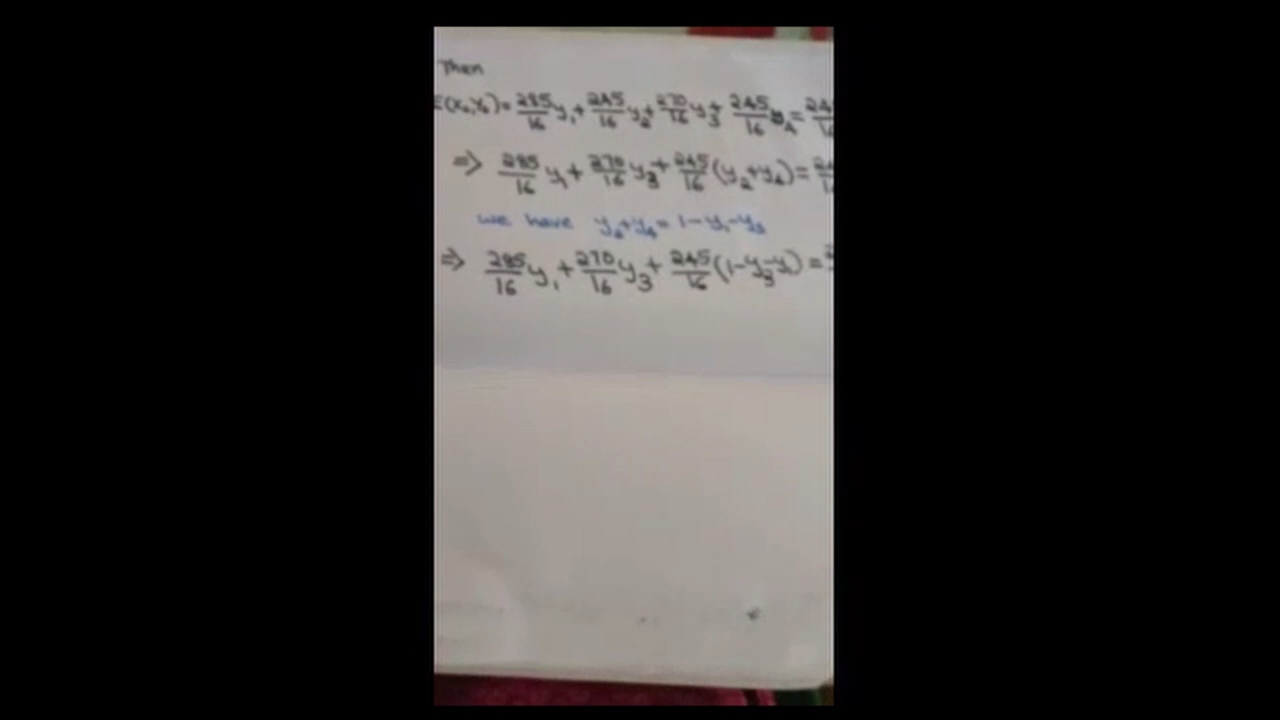 Then
E(X₀,Y₀) = 285/16 y₁ + 245/16 y₂ + 270/16 y₃ + 245/16 y₄ =
⇒ 285/16 y₁ + 270/16 y₃ + 245/16 (y₂+y₄) =
we have y₂+y₄ = 1-y₁-y₃
⇒ 285/16 y₁ + 270/16 y₃ + 245/16 (1-y₃-y₁) =